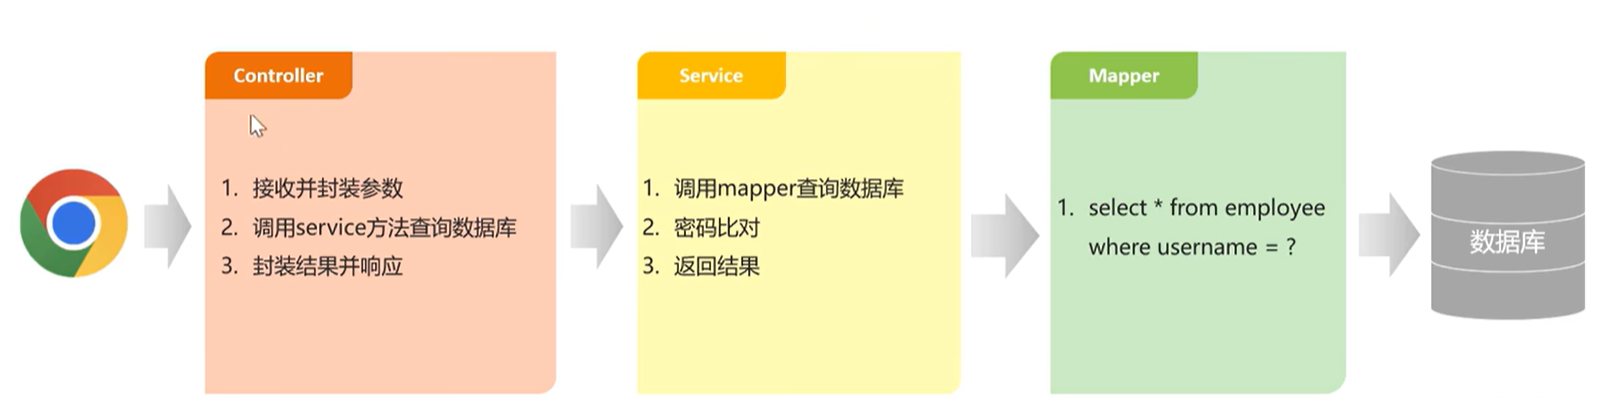 Controller
1. 接收并封装参数
2. 调用service方法查询数据库
3. 封装结果并响应
Service
1. 调用mapper查询数据库
2. 密码比对
3. 返回结果
Mapper
1. select * from employee
where username = ?
数据库